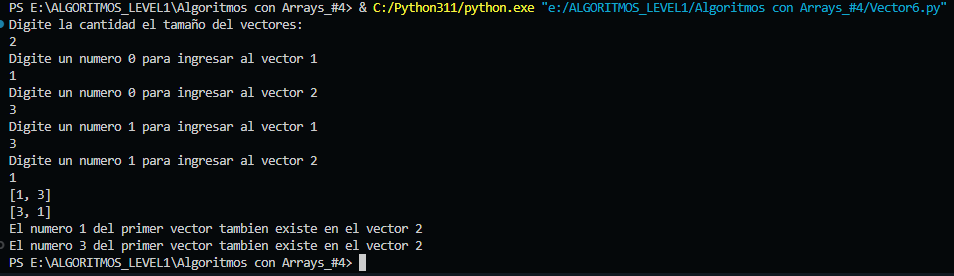 PS E:\ALGORITMOS_LEVEL1\Algoritmos con Arrays_#4> & C:/Python311/python.exe "e:/ALGORITMOS_LEVEL1/Algoritmos con Arrays_#4/Vector6.py"
Digite la cantidad el tamaño del vectores:
2
Digite un numero 0 para ingresar al vector 1
1
Digite un numero 0 para ingresar al vector 2
3
Digite un numero 1 para ingresar al vector 1
3
Digite un numero 1 para ingresar al vector 2
1
[1, 3]
[3, 1]
El numero 1 del primer vector tambien existe en el vector 2
El numero 3 del primer vector tambien existe en el vector 2
PS E:\ALGORITMOS_LEVEL1\Algoritmos con Arrays_#4>